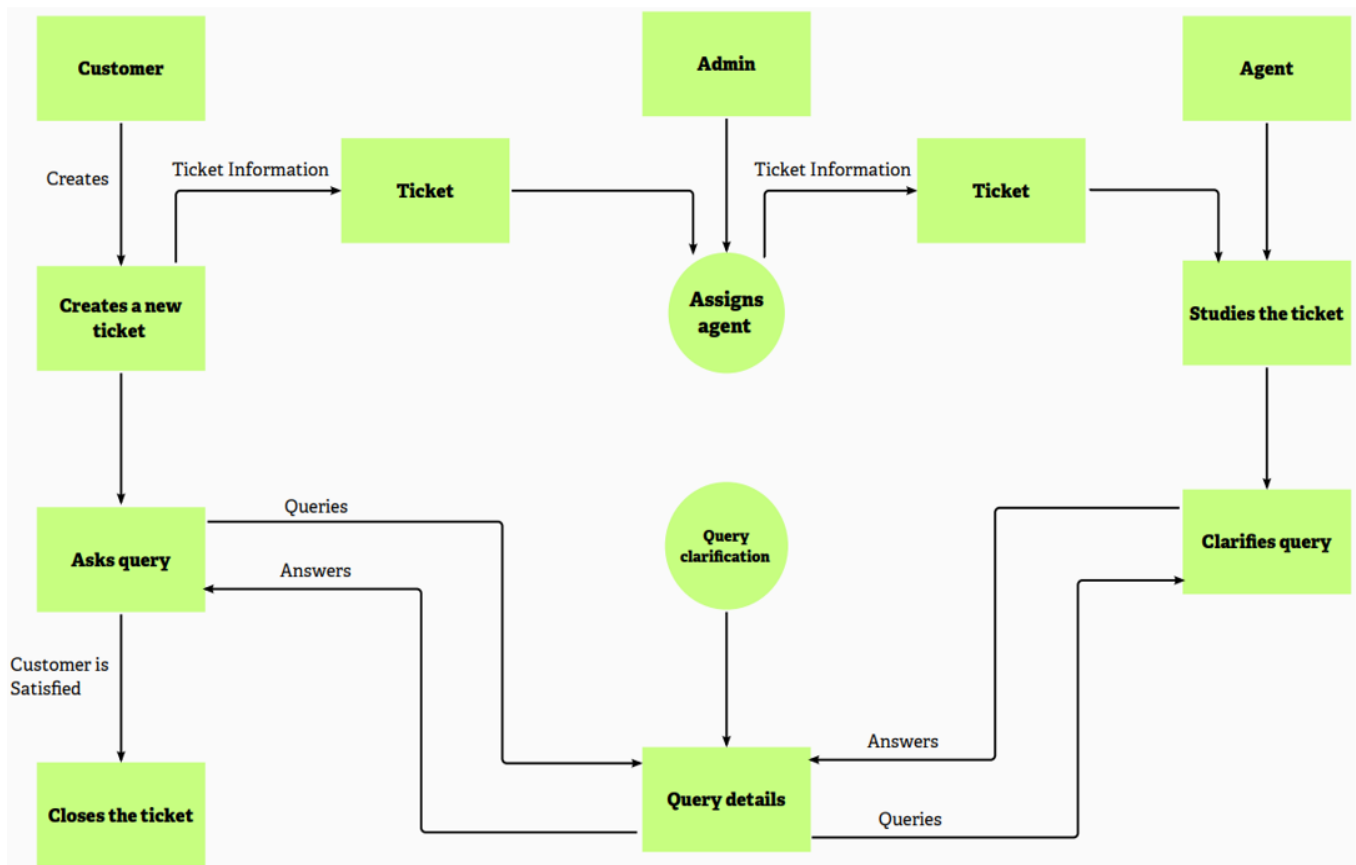 Customer
Admin
Agent
Creates
Ticket Information
Ticket
Ticket Information
Ticket
Creates a new
ticket
Assigns
agent
Studies the ticket
Queries
Asks query
Answers
Query
clarification
Clarifies query
Customer is
Satisfied
Answers
Closes the ticket
Query details
Queries